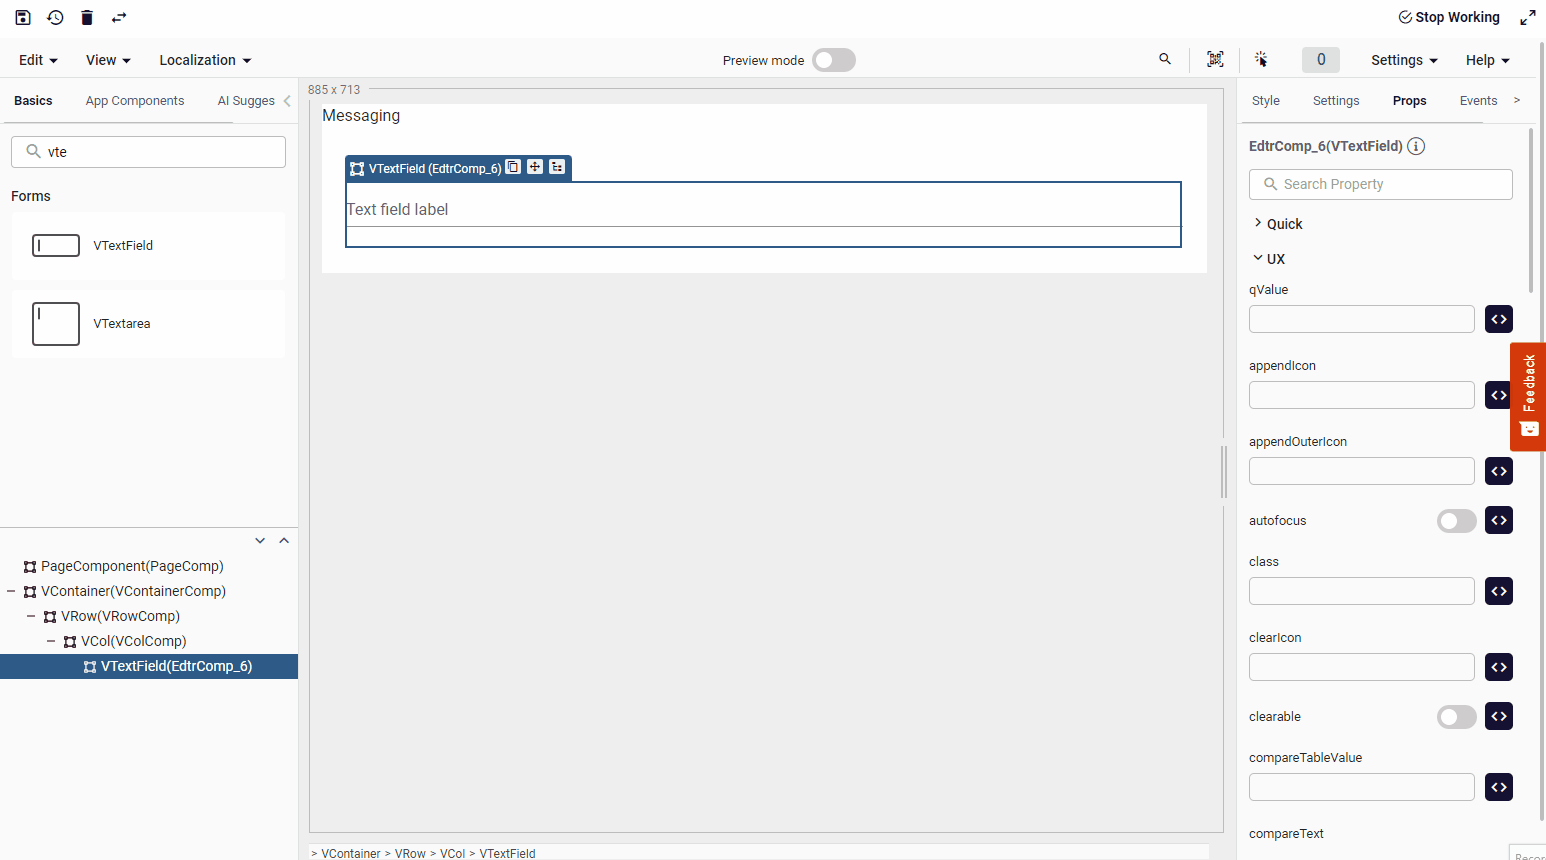 Stop Working
Edit
View
Localization
Preview mode
0
Settings
Help
Basics
App Components
AI Sugges
vte
Forms
VTextField
VTextarea
PageComponent(PageComp)
VContainer(VContainerComp)
VRow(VRowComp)
VCol(VColComp)
VTextField(EdtrComp_6)
885 x 713
Messaging
VTextField (EdtrComp_6)
Text field label
> VContainer > VRow > VCol > VTextField
Style
Settings
Props
Events
>
EdtrComp_6(VTextField)
Search Property
Quick
UX
qValue
appendIcon
appendOuterIcon
autofocus
class
clearIcon
clearable
compareTableValue
compareText
Feedback